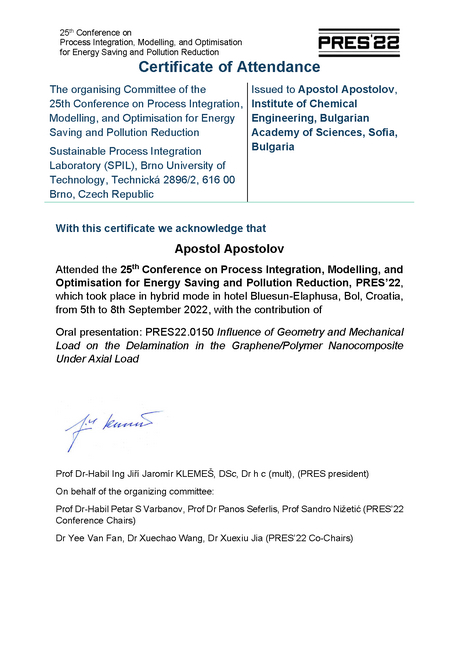 25th Conference on
Process Integration, Modelling, and Optimisation
for Energy Saving and Pollution Reduction
PRES'22
Certificate of Attendance
The organising Committee of the
25th Conference on Process Integration,
Modelling, and Optimisation for Energy
Saving and Pollution Reduction
Sustainable Process Integration
Laboratory (SPIL), Brno University of
Technology, Technická 2896/2, 616 00
Brno, Czech Republic
Issued to Apostol Apostolov,
Institute of Chemical
Engineering, Bulgarian
Academy of Sciences, Sofia,
Bulgaria
With this certificate we acknowledge that
Apostol Apostolov
Attended the 25th Conference on Process Integration, Modelling, and
Optimisation for Energy Saving and Pollution Reduction, PRES'22,
which took place in hybrid mode in hotel Bluesun-Elaphusa, Bol, Croatia,
from 5th to 8th September 2022, with the contribution of
Oral presentation: PRES22.0150 Influence of Geometry and Mechanical
Load on the Delamination in the Graphene/Polymer Nanocomposite
Under Axial Load
Prof Dr-Habil Ing Jiří Jaromír KLEMEŠ, DSc, Dr h c (mult), (PRES president)
On behalf of the organizing committee:
Prof Dr-Habil Petar S Varbanov, Prof Dr Panos Seferlis, Prof Sandro Nižetić (PRES'22
Conference Chairs)
Dr Yee Van Fan, Dr Xuechao Wang, Dr Xuexiu Jia (PRES'22 Co-Chairs)